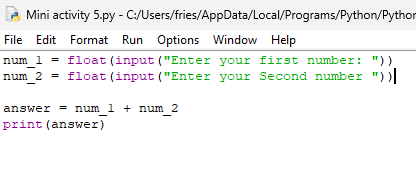 Mini activity 5.py - C:/Users/fries/AppData/Local/Programs/Python/Python
File Edit Format Run Options Window Help
num_1 = float(input("Enter your first number: "))
num_2 = float(input("Enter your Second number "))
answer = num_1 + num_2
print(answer)